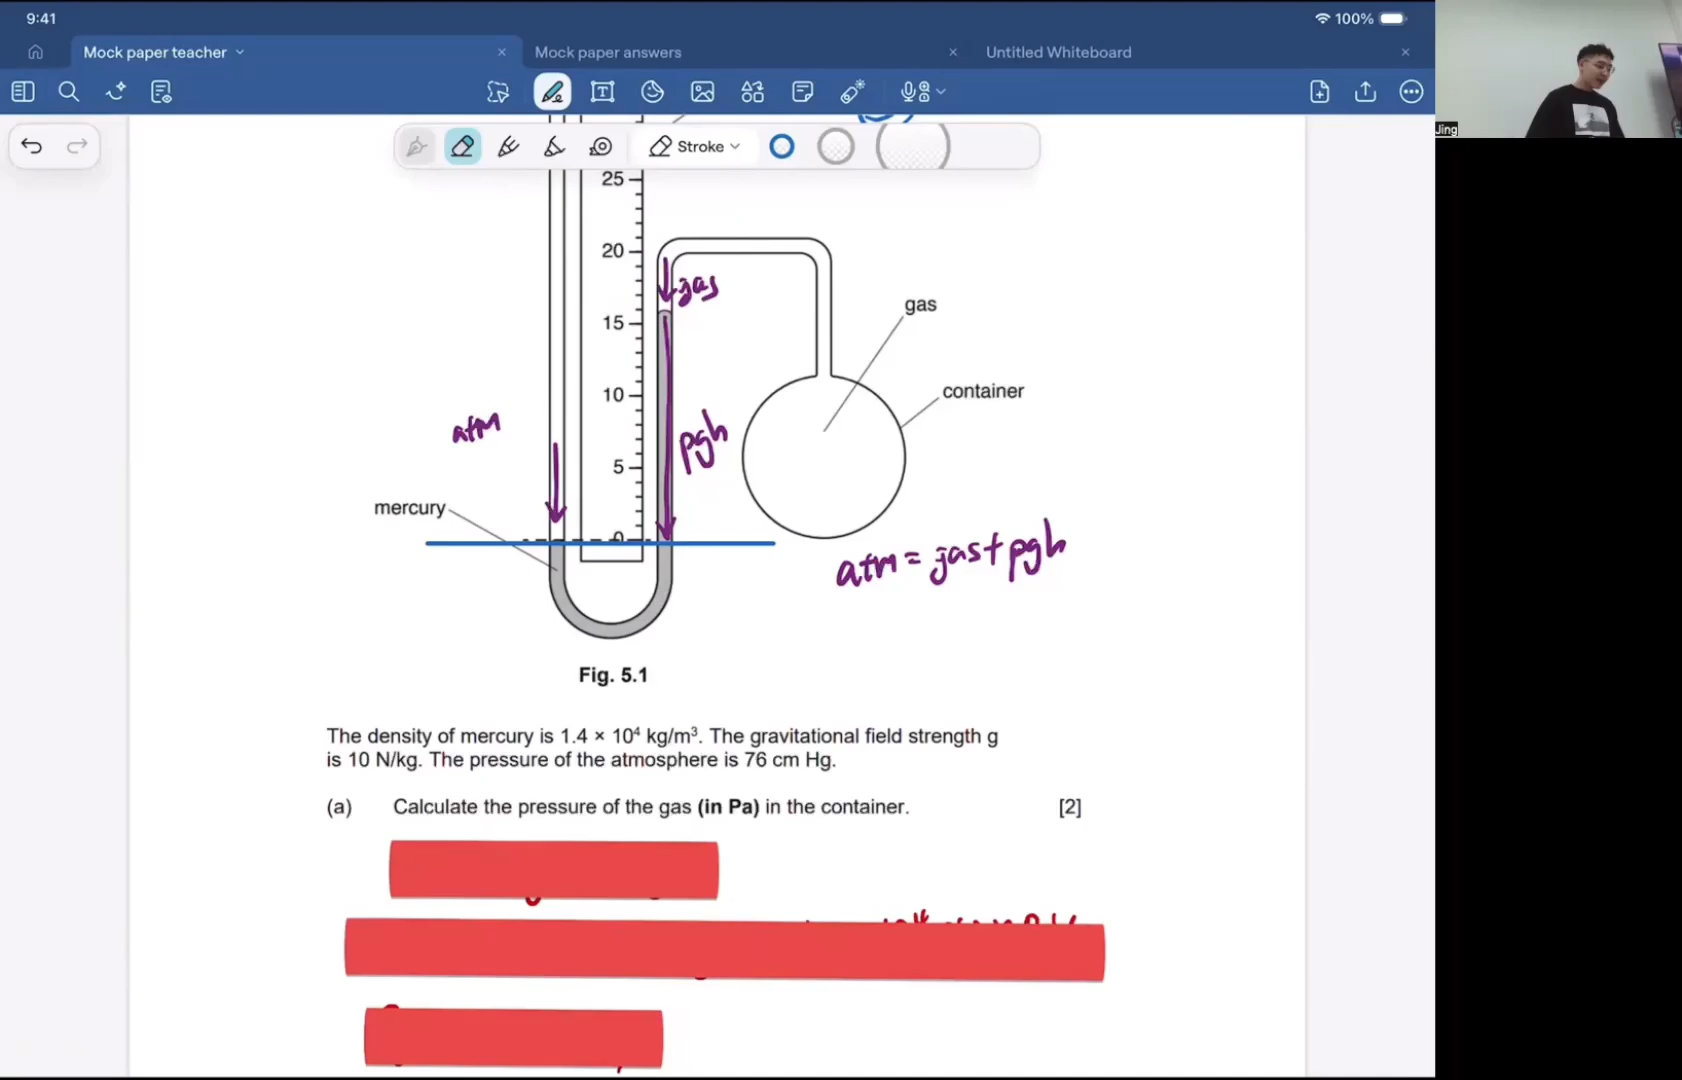 9:41
100%
Mock paper teacher
Mock paper answers
Untitled Whiteboard
Stroke
Jing
25
20
gas
gas
15
container
10
atm
ρgh
5
mercury
0
atm = gas + ρgh
Fig. 5.1
The density of mercury is 1.4 × 10⁴ kg/m³. The gravitational field strength g
is 10 N/kg. The pressure of the atmosphere is 76 cm Hg.
(a) Calculate the pressure of the gas (in Pa) in the container. [2]